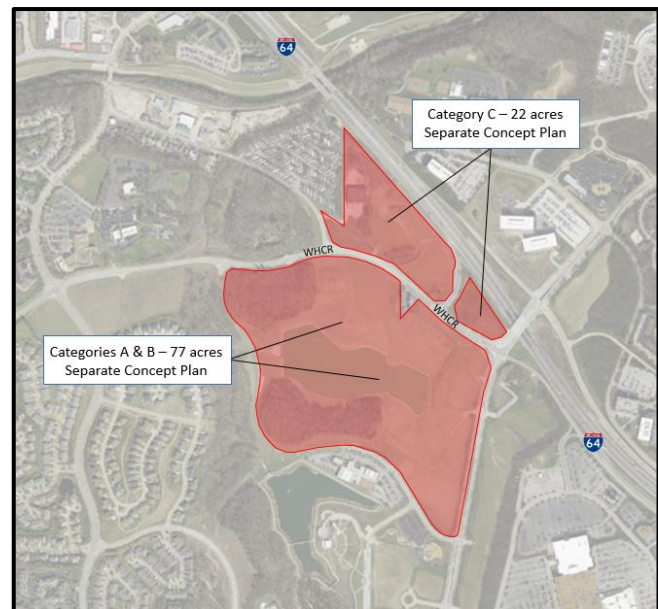 64
Category C – 22 acres
Separate Concept Plan
WHCR
WHCR
Categories A & B – 77 acres
Separate Concept Plan
64